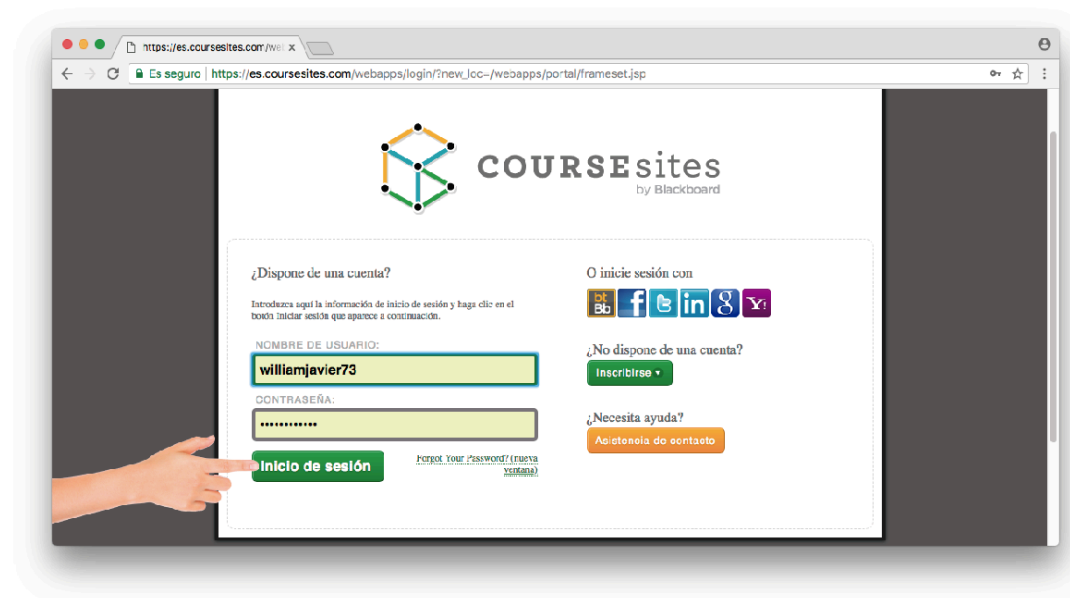 https://es.coursesites.com/we x
Es seguro | https://es.coursesites.com/webapps/login/?new_loc=/webapps/portal/frameset.jsp
COURSEsites
by Blackboard
¿Dispone de una cuenta?
Introduzca aquí la información de inicio de sesión y haga clic en el
botón Iniciar sesión que aparece a continuación.
NOMBRE DE USUARIO:
williamjavier73
CONTRASEÑA:
••••••••••••
Inicio de sesión
Forgot Your Password? (nueva
ventana)
O inicie sesión con
bt
Bb
f
in
g
Y!
¿No dispone de una cuenta?
Inscribirse
¿Necesita ayuda?
Asistencia de contacto